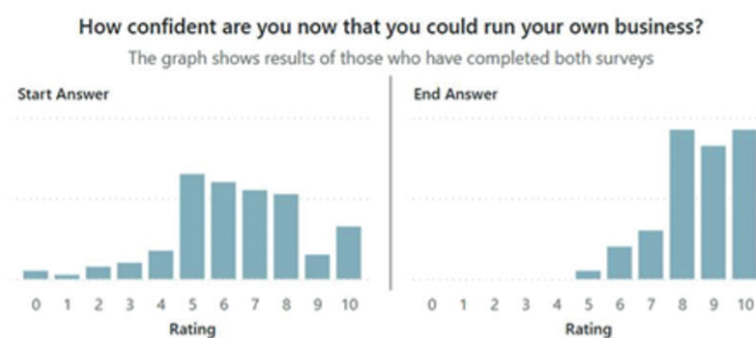 How confident are you now that you could run your own business?
The graph shows results of those who have completed both surveys
Start Answer
0 1 2 3 4 5 6 7 8 9 10
Rating
End Answer
0 1 2 3 4 5 6 7 8 9 10
Rating